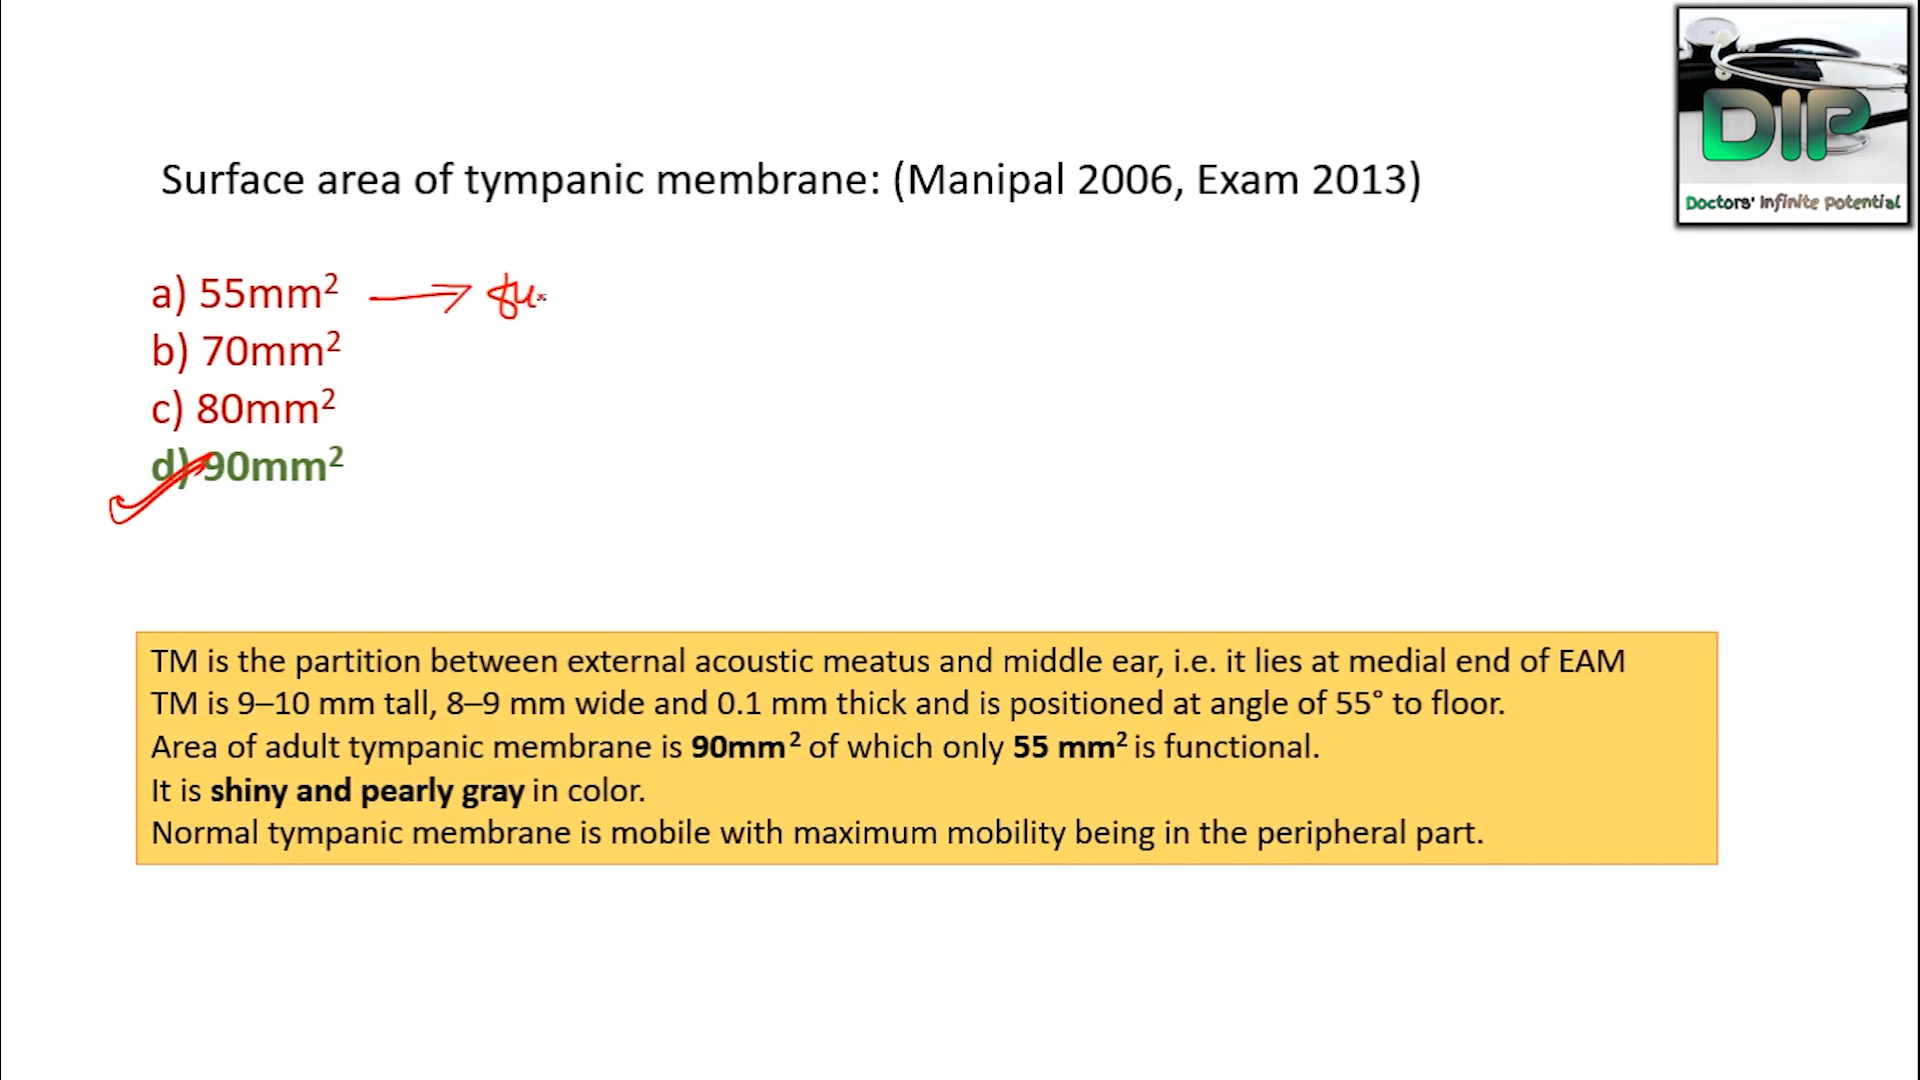 DIP
Doctors' Infinite Potential
Surface area of tympanic membrane: (Manipal 2006, Exam 2013)
a) 55mm²
b) 70mm²
c) 80mm²
d) 90mm²
TM is the partition between external acoustic meatus and middle ear, i.e. it lies at medial end of EAM
TM is 9–10 mm tall, 8–9 mm wide and 0.1 mm thick and is positioned at angle of 55° to floor.
Area of adult tympanic membrane is 90mm² of which only 55 mm² is functional.
It is shiny and pearly gray in color.
Normal tympanic membrane is mobile with maximum mobility being in the peripheral part.